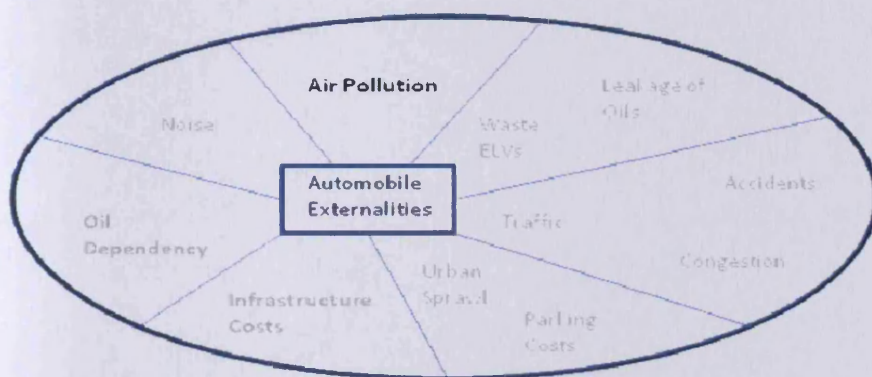 Air Pollution
Leakage of
Oils
Noise
Waste
ELVs
Automobile
Externalities
Accidents
Oil
Dependency
Traffic
Congestion
Urban
Sprawl
Infrastructure
Costs
Parking
Costs